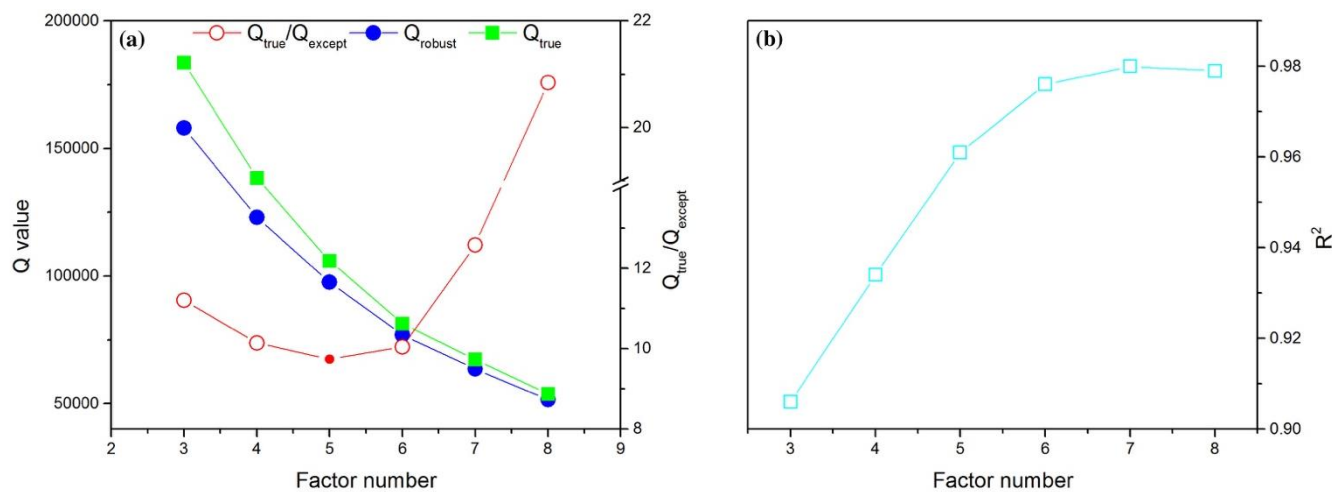 (a)
Q_true/Q_except Q_robust Q_true
200000
150000
100000
50000
Q value
22
20
12
10
8
Q_true/Q_except
2 3 4 5 6 7 8 9
Factor number
(b)
0.98
0.96
0.94
0.92
0.90
R²
3 4 5 6 7 8
Factor number